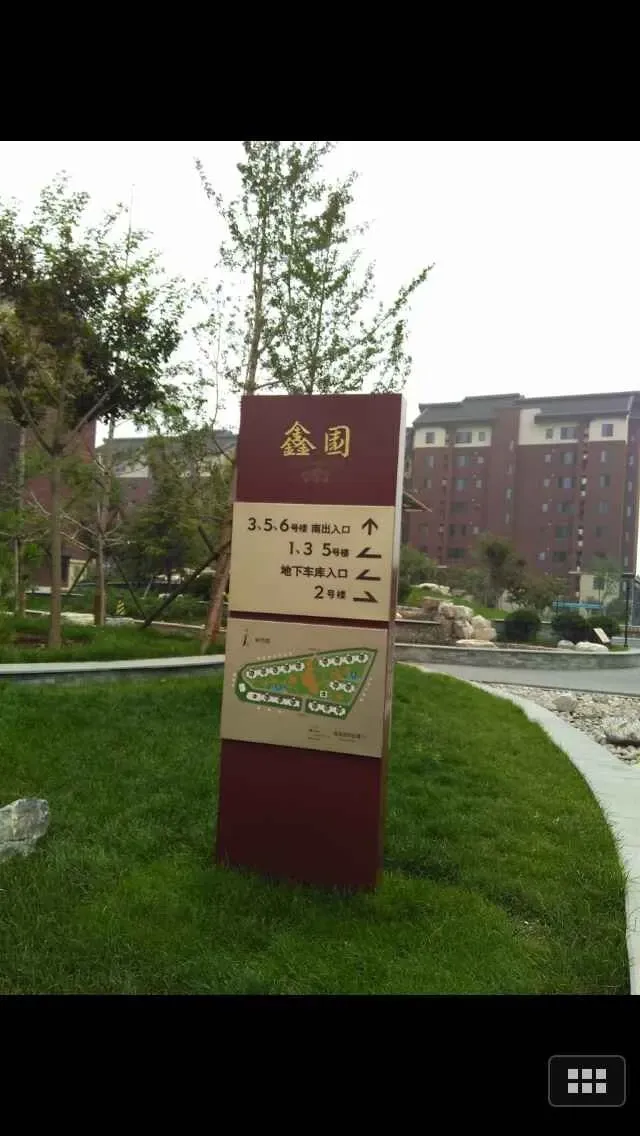 鑫园
3、5、6号楼 南出入口
1、3 5号楼
地下车库入口
2号楼